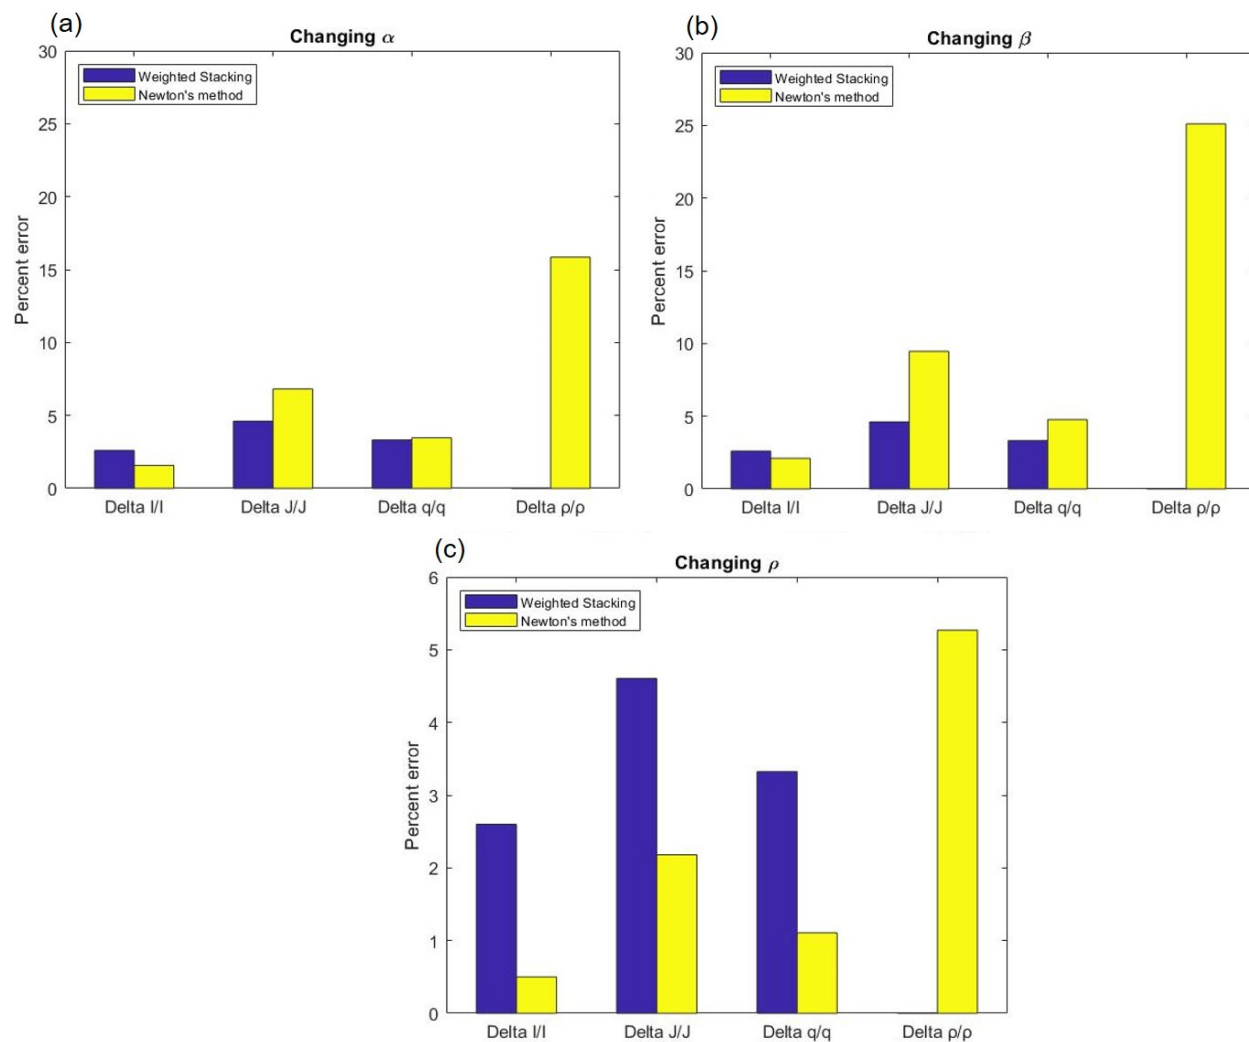 (a)
Changing α
30
25
20
15
10
5
0
Percent error
Weighted Stacking
Newton's method
Delta I/I
Delta J/J
Delta q/q
Delta ρ/ρ
(b)
Changing β
30
25
20
15
10
5
0
Percent error
Weighted Stacking
Newton's method
Delta I/I
Delta J/J
Delta q/q
Delta ρ/ρ
(c)
Changing ρ
6
5
4
3
2
1
0
Percent error
Weighted Stacking
Newton's method
Delta I/I
Delta J/J
Delta q/q
Delta ρ/ρ